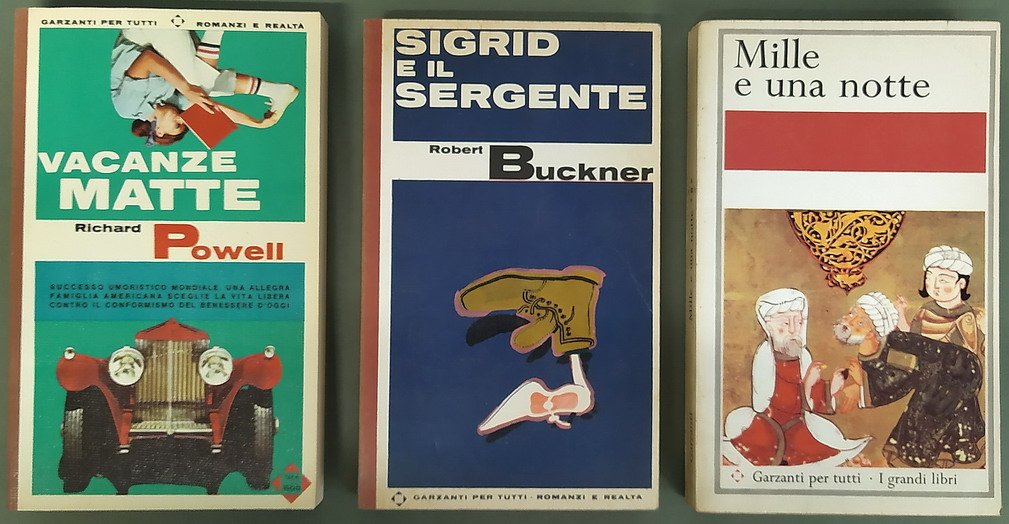 GARZANTI PER TUTTI ROMANZI E REALTÀ
VACANZE
MATTE
Richard
Powell
SUCCESSO UMORISTICO MONDIALE. UNA ALLEGRA
FAMIGLIA AMERICANA SCEGLIE LA VITA LIBERA
CONTRO IL CONFORMISMO DEL BENESSERE D'OGGI
SIGRID
E IL
SERGENTE
Robert
Buckner
GARZANTI PER TUTTI · ROMANZI E REALTÀ
Mille
e una notte
Garzanti per tutti · I grandi libri